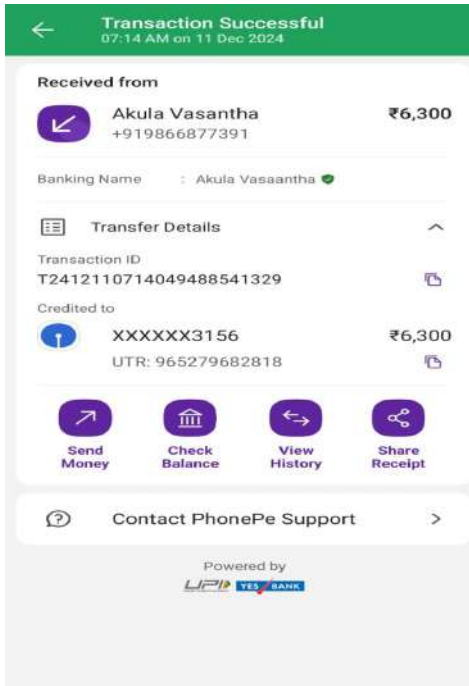 Transaction Successful
07:14 AM on 11 Dec 2024
Received from
Akula Vasantha ₹6,300
+919866877391
Banking Name : Akula Vasaantha
Transfer Details
Transaction ID
T2412110714049488541329
Credited to
XXXXXX3156 ₹6,300
UTR: 965279682818
Send Money
Check Balance
View History
Share Receipt
Contact PhonePe Support
Powered by
UPI YES BANK